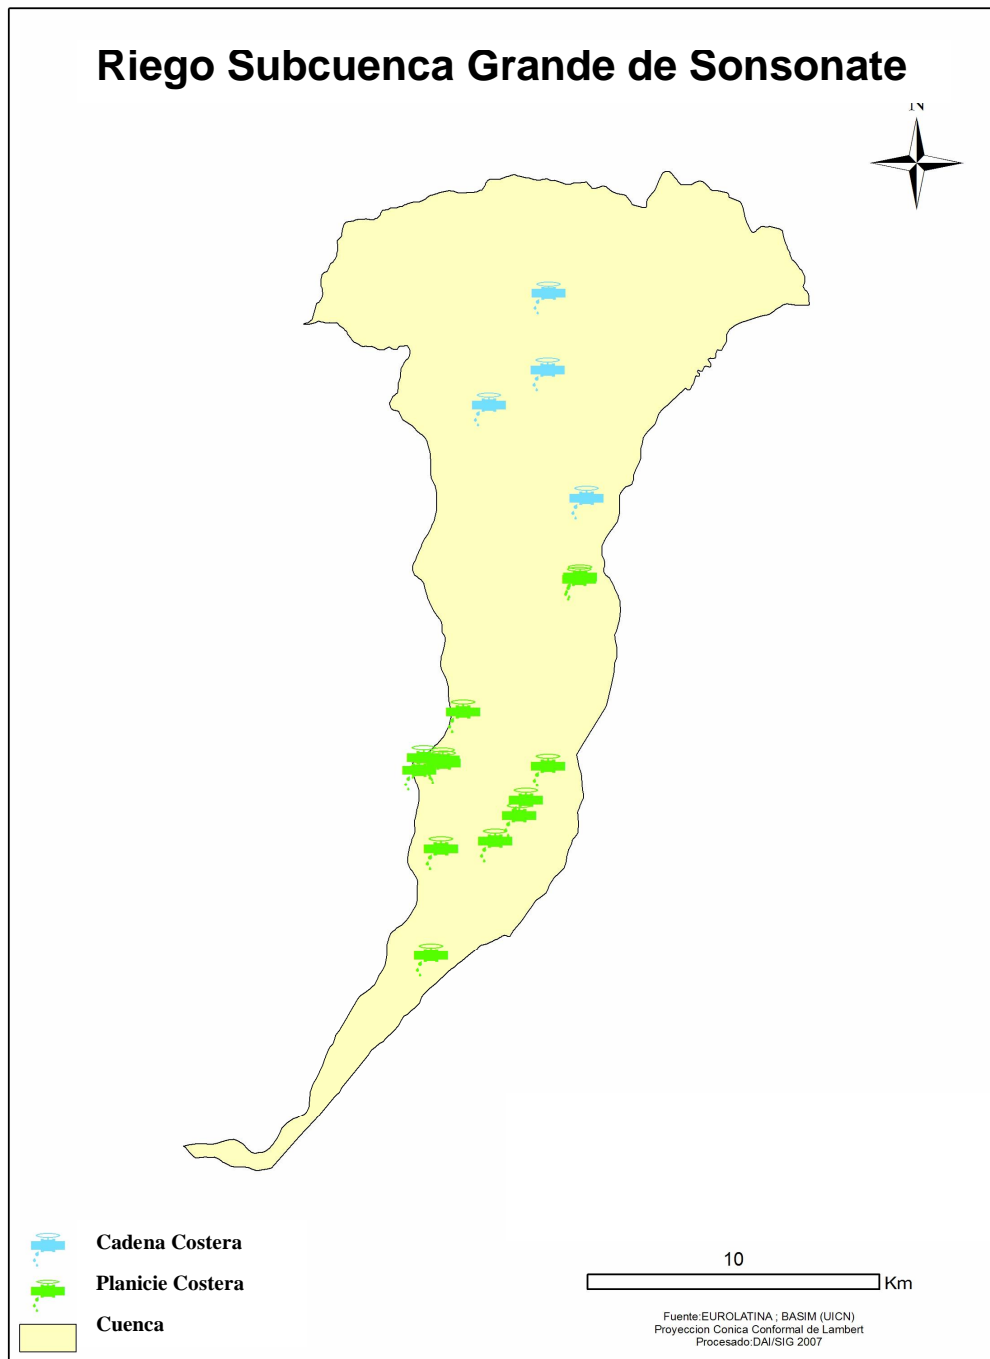 Riego Subcuenca Grande de Sonsonate
N
Cadena Costera
Planicie Costera
Cuenca
10
Km
Fuente:EUROLATINA ; BASIM (UICN)
Proyeccion Conica Conformal de Lambert
Procesado:DAI/SIG 2007